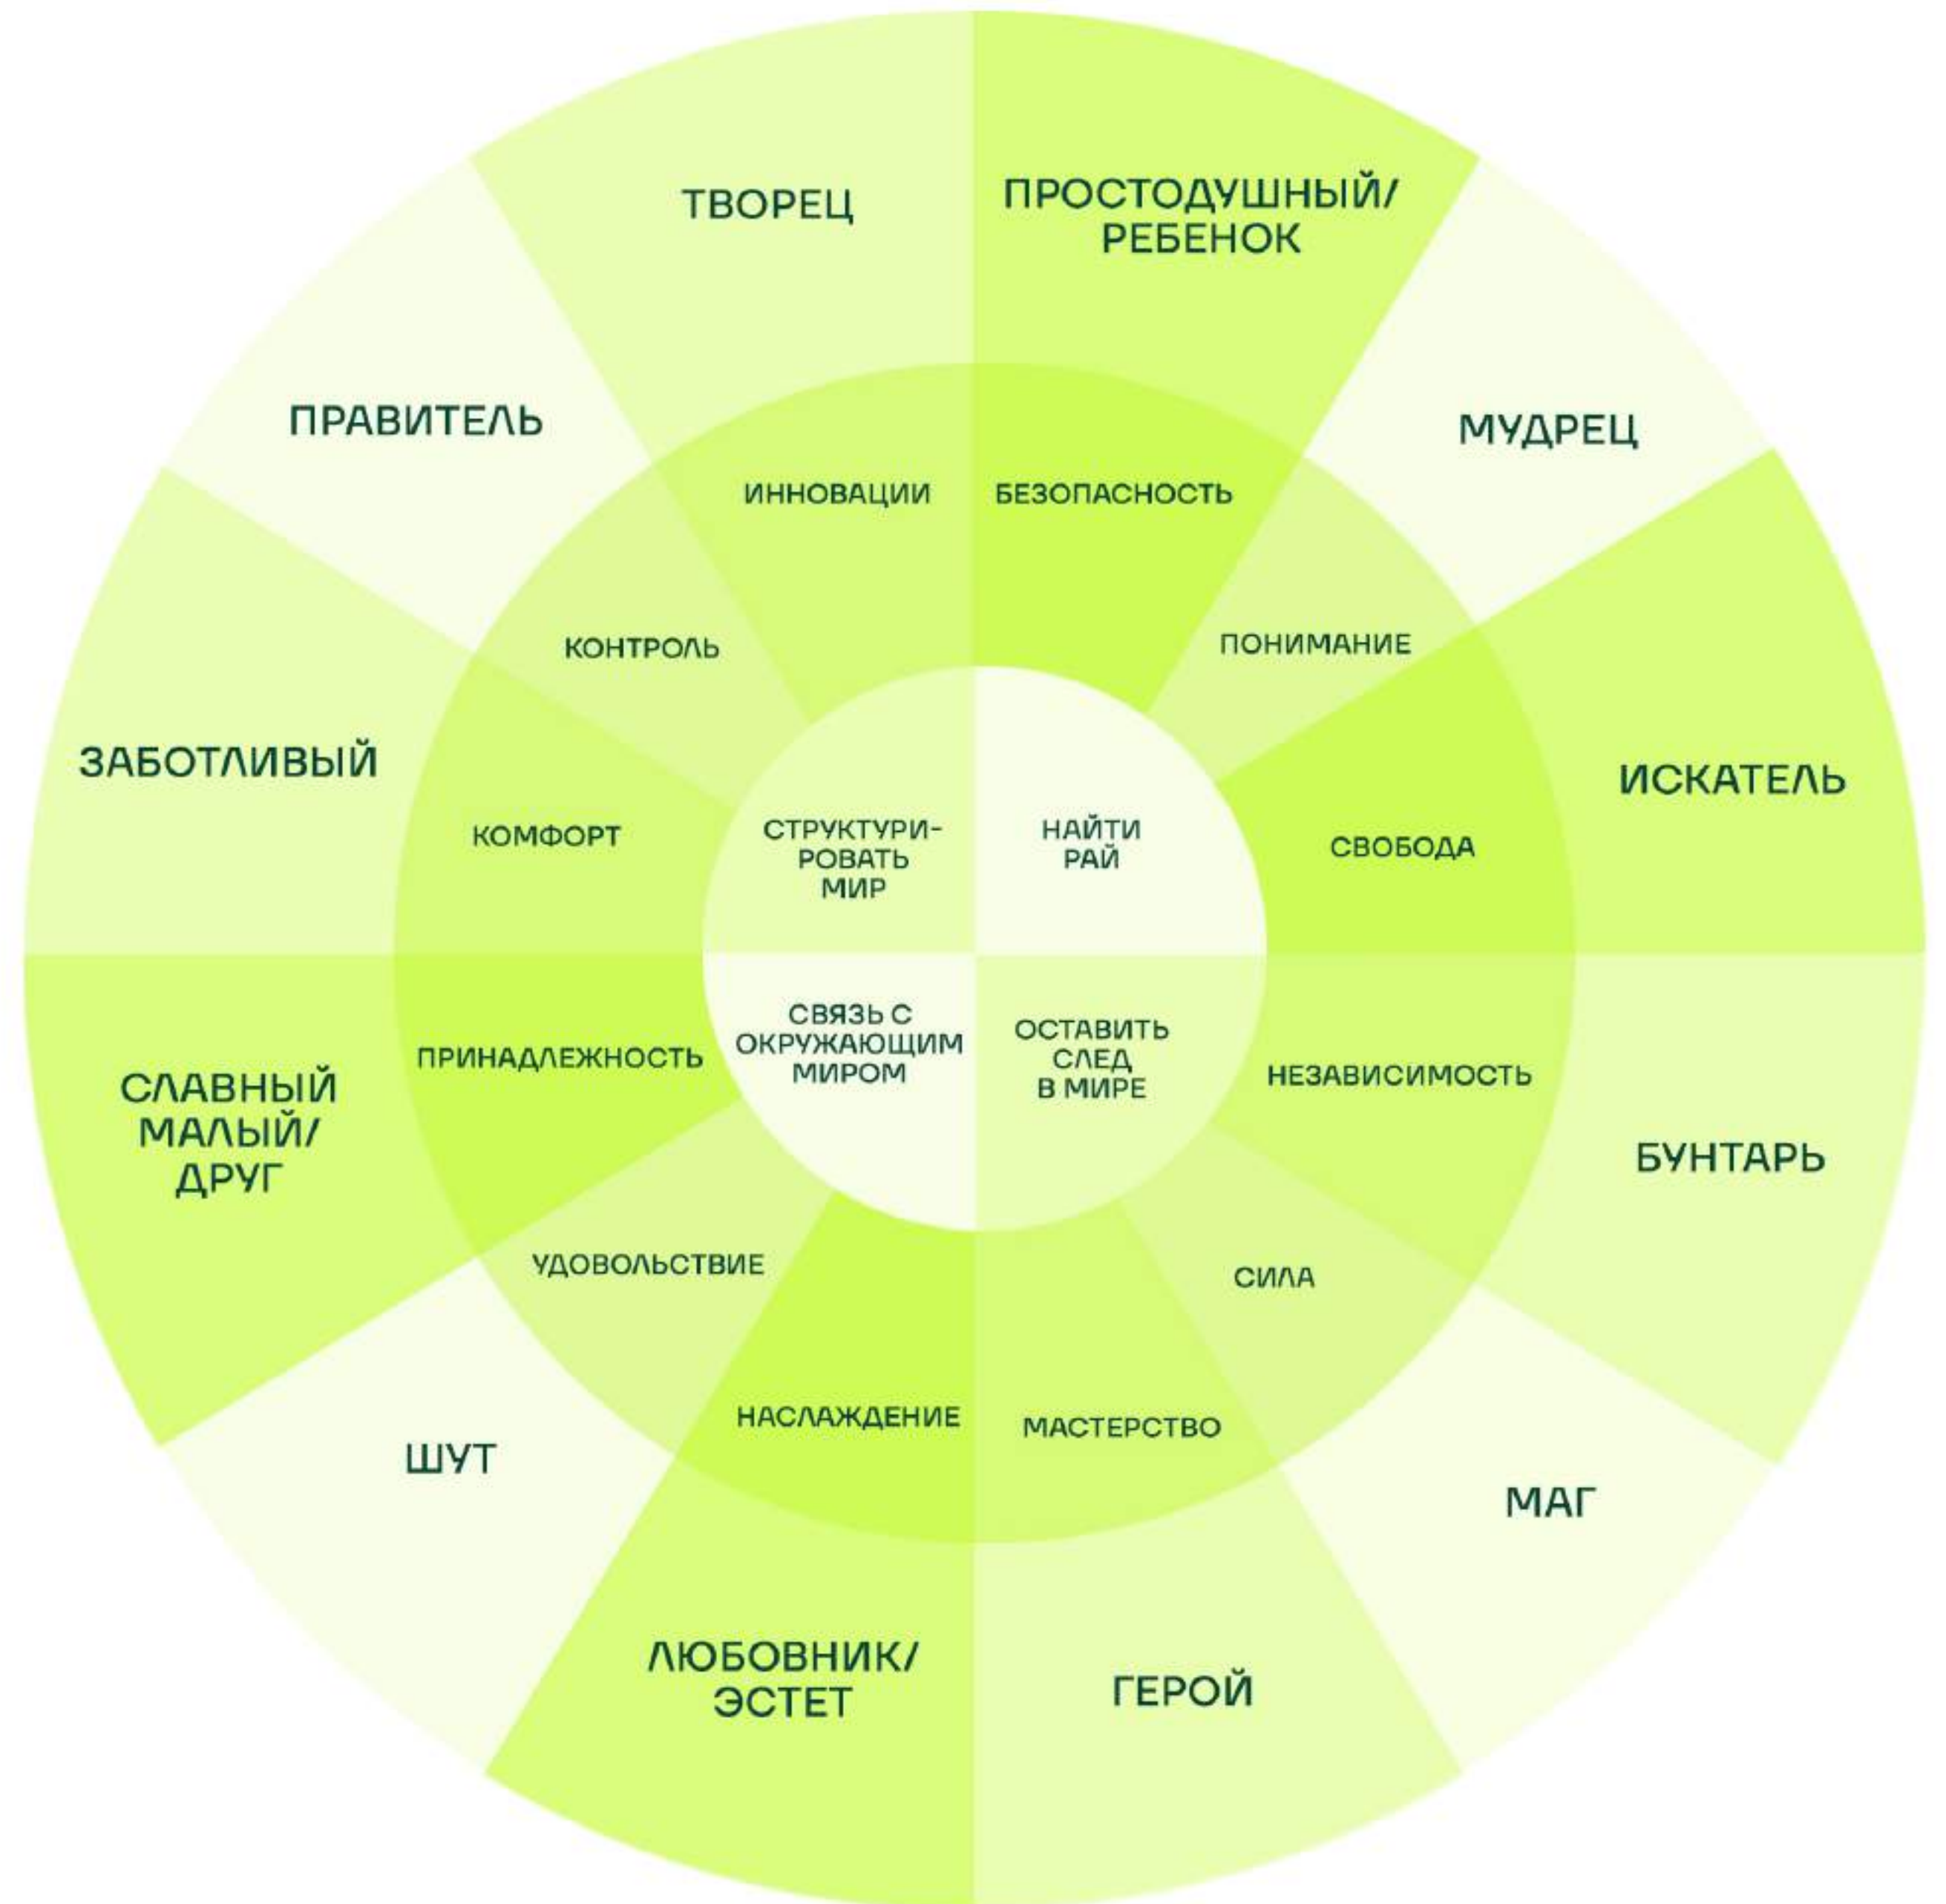 ТВОРЕЦ
ПРОСТОДУШНЫЙ/
РЕБЕНОК
ПРАВИТЕЛЬ
МУДРЕЦ
ИННОВАЦИИ
БЕЗОПАСНОСТЬ
КОНТРОЛЬ
ПОНИМАНИЕ
ЗАБОТЛИВЫЙ
ИСКАТЕЛЬ
КОМФОРТ
СТРУКТУРИ-
РОВАТЬ
МИР
НАЙТИ
РАЙ
СВОБОДА
СВЯЗЬ С
ОКРУЖАЮЩИМ
МИРОМ
ОСТАВИТЬ
СЛЕД
В МИРЕ
ПРИНАДЛЕЖНОСТЬ
НЕЗАВИСИМОСТЬ
СЛАВНЫЙ
МАЛЫЙ/
ДРУГ
БУНТАРЬ
УДОВОЛЬСТВИЕ
СИЛА
НАСЛАЖДЕНИЕ
МАСТЕРСТВО
ШУТ
МАГ
ЛЮБОВНИК/
ЭСТЕТ
ГЕРОЙ